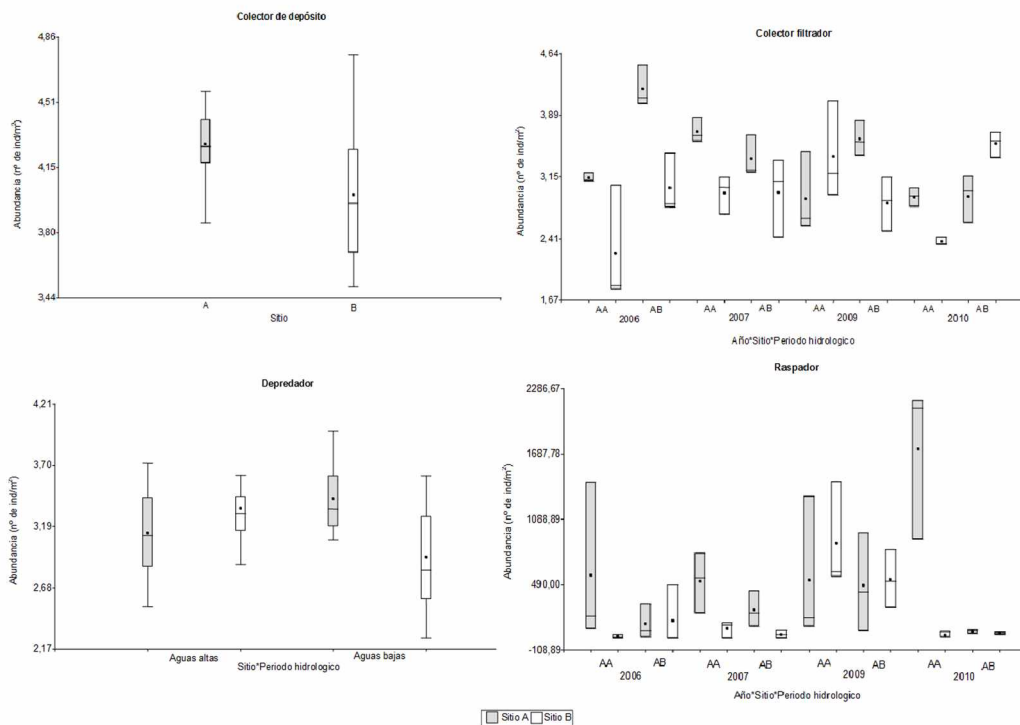 Colector de depósito
4,86
4,51
4,15
3,80
3,44
Abundancia (nº de ind/m²)
A
B
Sitio
Colector filtrador
4,64
3,89
3,15
2,41
1,67
Abundancia (nº de ind/m²)
AA
AB
AA
AB
AA
AB
AA
AB
2006
2007
2009
2010
Año*Sitio*Periodo hidrologico
Depredador
4,21
3,70
3,19
2,68
2,17
Abundancia (nº de ind/m²)
Aguas altas
Aguas bajas
Sitio*Periodo hidrologico
Raspador
2286,67
1687,78
1088,89
490,00
-108,89
Abundancia (nº de ind/m²)
AA
AB
AA
AB
AA
AB
AA
AB
2006
2007
2009
2010
Año*Sitio*Periodo hidrologico
Sitio A
Sitio B